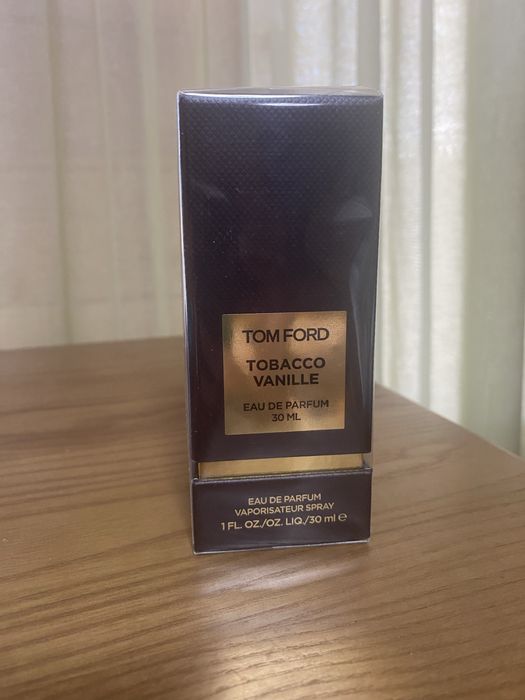 TOM FORD
TOBACCO
VANILLE
EAU DE PARFUM
30 ML
EAU DE PARFUM
VAPORISATEUR SPRAY
1 FL. OZ./OZ. LIQ./30 ml ℮